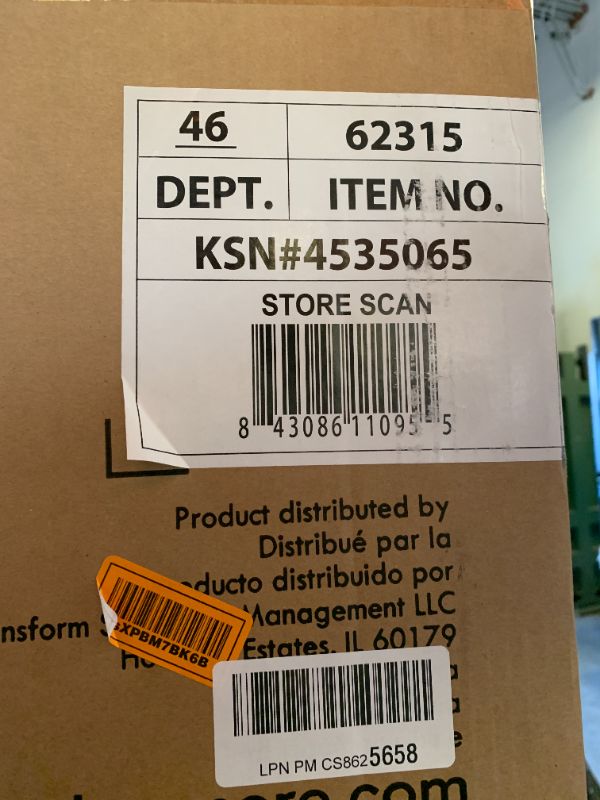 46
62315
DEPT.
ITEM NO.
KSN#4535065
STORE SCAN
8 43086 11095 5
Product distributed by
Distribué par la
oducto distribuido por
nsform Management LLC
Estates, IL 60179
XPBM7BK6B
LPN PM CS8625658